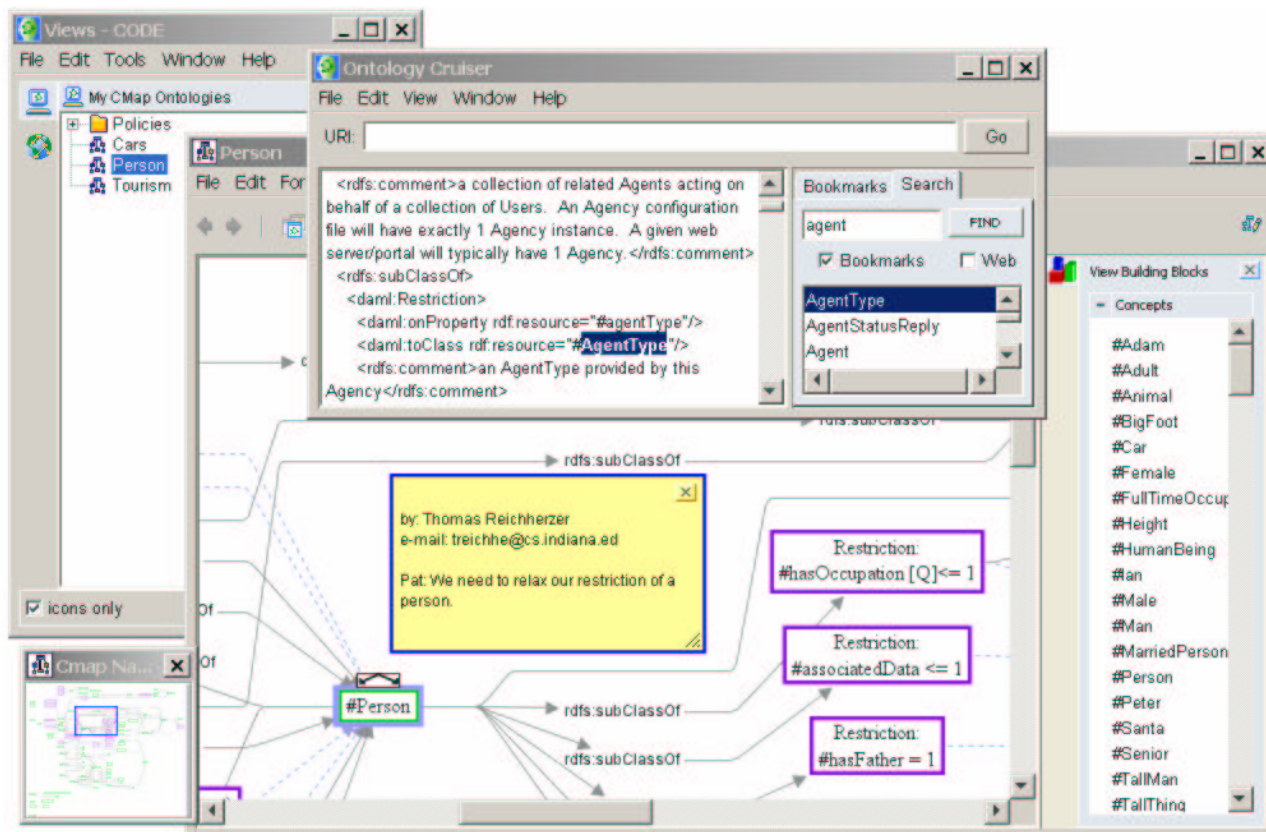 Views - CODE
File Edit Tools Window Help
My CMap Ontologies
Policies
Cars
Person
Tourism
icons only
Ontology Cruiser
File Edit View Window Help
URI:
Go
<rdfs:comment>a collection of related Agents acting on
behalf of a collection of Users. An Agency configuration
file will have exactly 1 Agency instance. A given web
server/portal will typically have 1 Agency.</rdfs:comment>
<rdfs:subClassOf>
<daml:Restriction>
<daml:onProperty rdf:resource="#agentType"/>
<daml:toClass rdf:resource="#AgentType"/>
<rdfs:comment>an AgentType provided by this
Agency</rdfs:comment>
Bookmarks Search
agent
FIND
Bookmarks Web
AgentType
AgentStatusReply
Agent
Person
File Edit For
rdfs:subClassOf
rdfs:subClassOf
by: Thomas Reichherzer
e-mail: treichhe@cs.indiana.ed
Pat: We need to relax our restriction of a
person.
Restriction:
#hasOccupation [Q]<= 1
Of
Restriction:
#associatedData <= 1
Of
#Person
rdfs:subClassOf
Restriction:
#hasFather = 1
rdfs:subClassOf
View Building Blocks
Concepts
#Adam
#Adult
#Animal
#BigFoot
#Car
#Female
#FullTimeOccup
#Height
#HumanBeing
#Ian
#Male
#Man
#MarriedPerson
#Person
#Peter
#Santa
#Senior
#TallMan
#TallThing
Cmap Na...